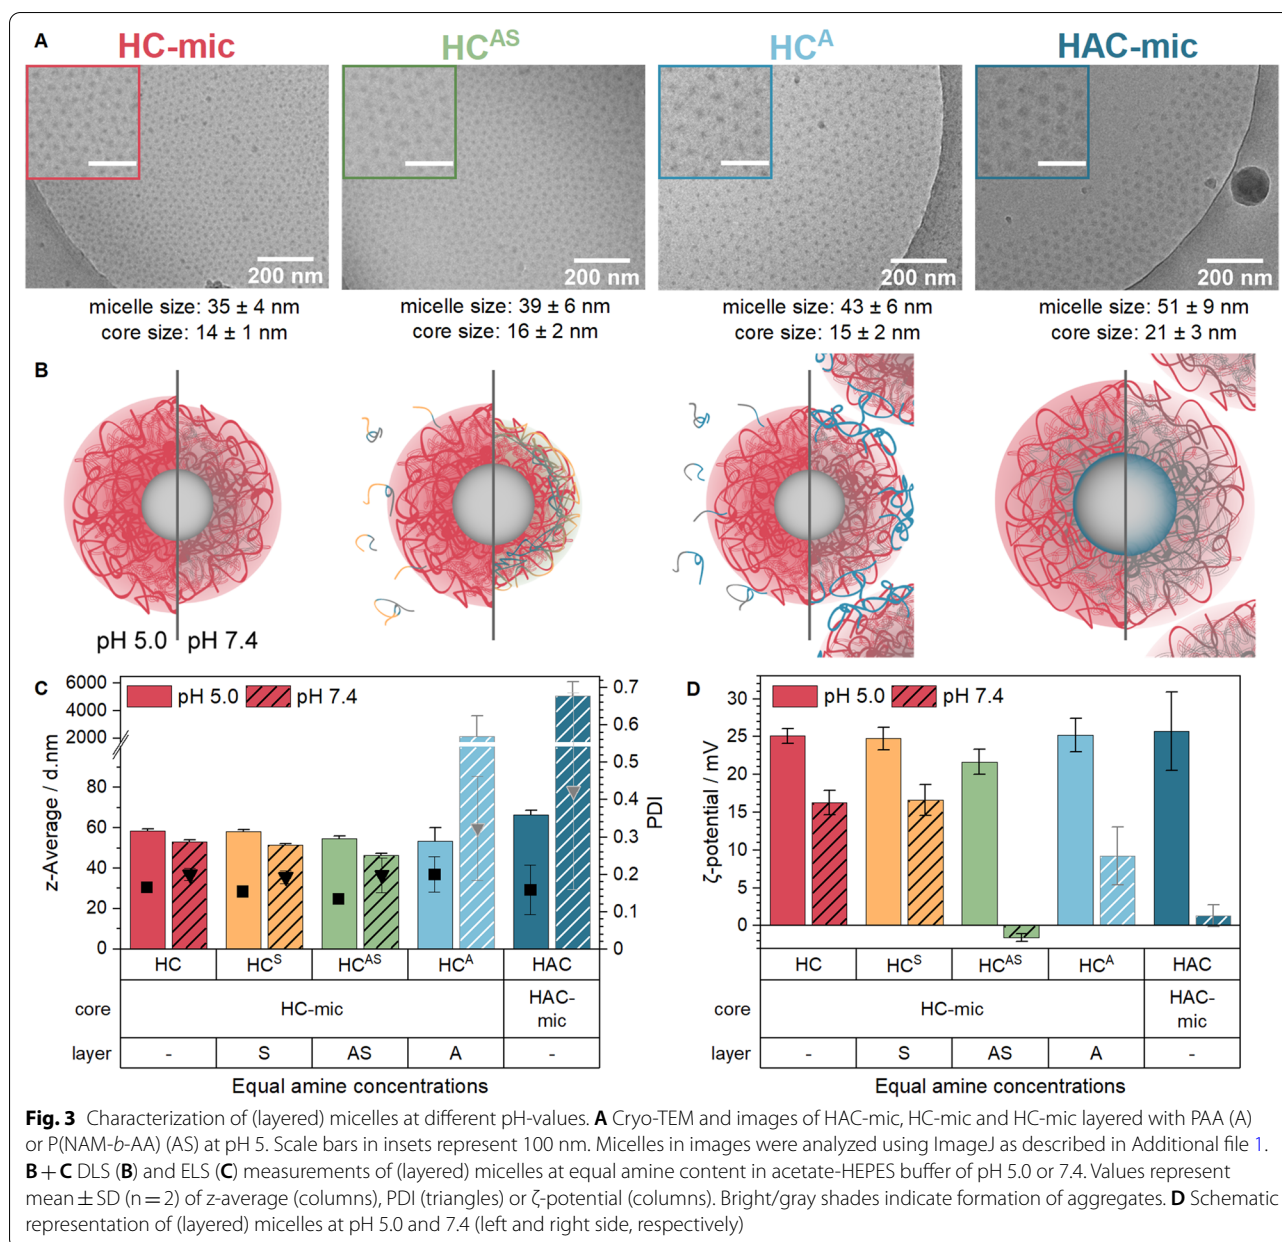 A
HC-mic
HC^AS
HC^A
HAC-mic
200 nm
200 nm
200 nm
200 nm
micelle size: 35 ± 4 nm
core size: 14 ± 1 nm
micelle size: 39 ± 6 nm
core size: 16 ± 2 nm
micelle size: 43 ± 6 nm
core size: 15 ± 2 nm
micelle size: 51 ± 9 nm
core size: 21 ± 3 nm
B
pH 5.0 pH 7.4
C
pH 5.0 pH 7.4
z-Average / d.nm
6000
4000
2000
80
60
40
20
0
PDI
0.7
0.6
0.5
0.4
0.3
0.2
0.1
0
HC HC^S HC^AS HC^A HAC
core HC-mic HAC-
mic
layer - S AS A -
Equal amine concentrations
D
pH 5.0 pH 7.4
ζ-potential / mV
30
25
20
15
10
5
0
HC HC^S HC^AS HC^A HAC
core HC-mic HAC-
mic
layer - S AS A -
Equal amine concentrations
Fig. 3 Characterization of (layered) micelles at different pH-values. A Cryo-TEM and images of HAC-mic, HC-mic and HC-mic layered with PAA (A)
or P(NAM-b-AA) (AS) at pH 5. Scale bars in insets represent 100 nm. Micelles in images were analyzed using ImageJ as described in Additional file 1.
B + C DLS (B) and ELS (C) measurements of (layered) micelles at equal amine content in acetate-HEPES buffer of pH 5.0 or 7.4. Values represent
mean ± SD (n = 2) of z-average (columns), PDI (triangles) or ζ-potential (columns). Bright/gray shades indicate formation of aggregates. D Schematic
representation of (layered) micelles at pH 5.0 and 7.4 (left and right side, respectively)